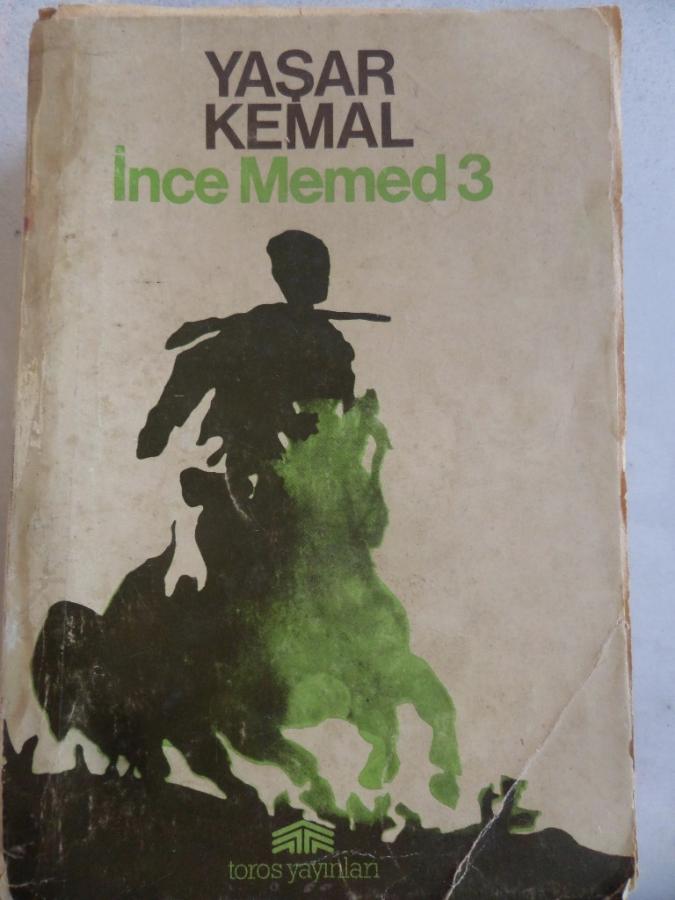 YAŞAR
KEMAL
İnce Memed 3
toros yayınları